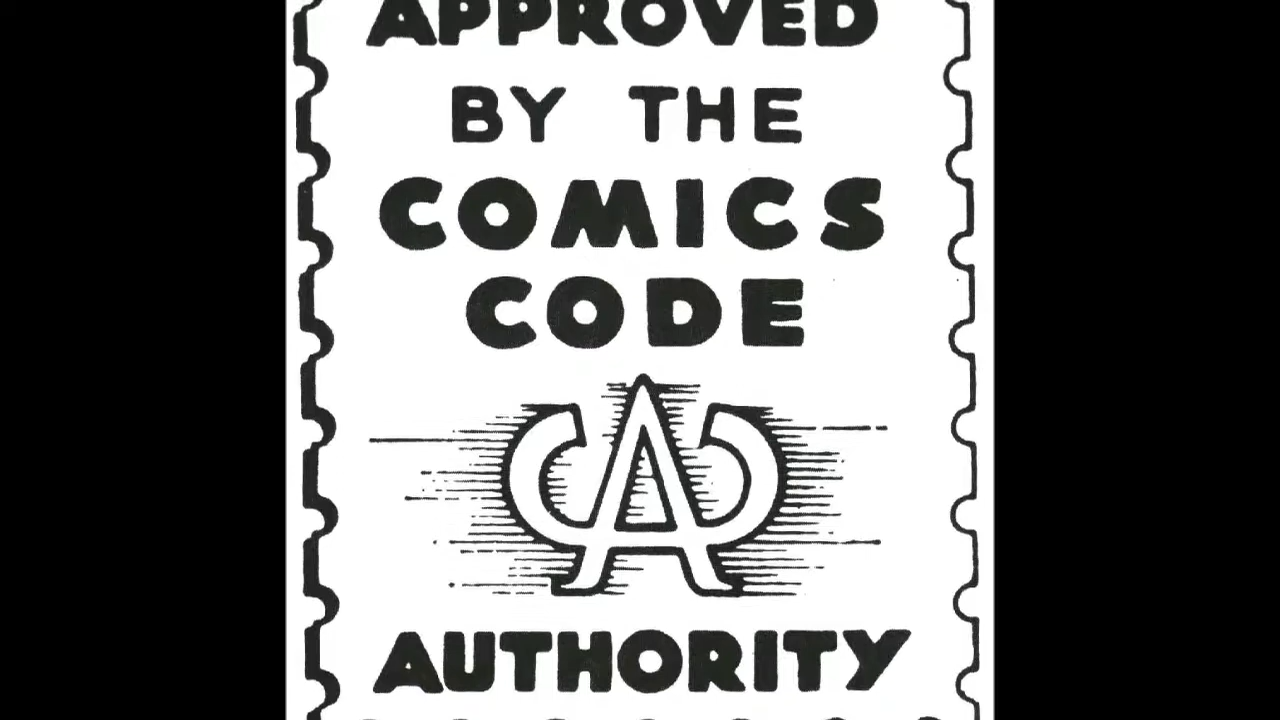 APPROVED
BY THE
COMICS
CODE
CA
AUTHORITY